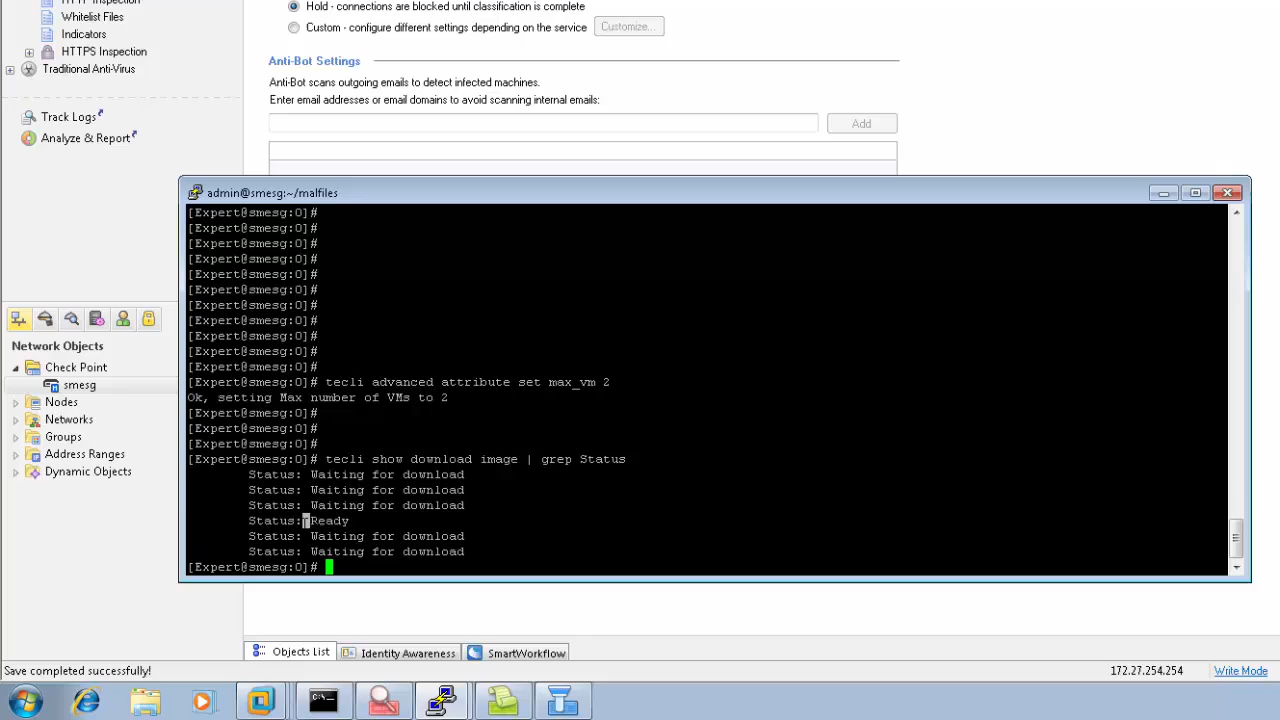 HTTP Inspection
Whitelist Files
Indicators
HTTPS Inspection
Traditional Anti-Virus
Track Logs
Analyze & Report
Hold - connections are blocked until classification is complete
Custom - configure different settings depending on the service
Customize...
Anti-Bot Settings
Anti-Bot scans outgoing emails to detect infected machines.
Enter email addresses or email domains to avoid scanning internal emails:
Add
Network Objects
Check Point
smesg
Nodes
Networks
Groups
Address Ranges
Dynamic Objects
admin@smesg:~/malfiles
[Expert@smesg:0]#
[Expert@smesg:0]#
[Expert@smesg:0]#
[Expert@smesg:0]#
[Expert@smesg:0]#
[Expert@smesg:0]#
[Expert@smesg:0]#
[Expert@smesg:0]#
[Expert@smesg:0]#
[Expert@smesg:0]#
[Expert@smesg:0]#
[Expert@smesg:0]# tecli advanced attribute set max_vm 2
Ok, setting Max number of VMs to 2
[Expert@smesg:0]#
[Expert@smesg:0]#
[Expert@smesg:0]#
[Expert@smesg:0]# tecli show download image | grep Status
Status: Waiting for download
Status: Waiting for download
Status: Waiting for download
Status: Ready
Status: Waiting for download
Status: Waiting for download
[Expert@smesg:0]#
Objects List
Identity Awareness
SmartWorkflow
Save completed successfully!
172.27.254.254
Write Mode